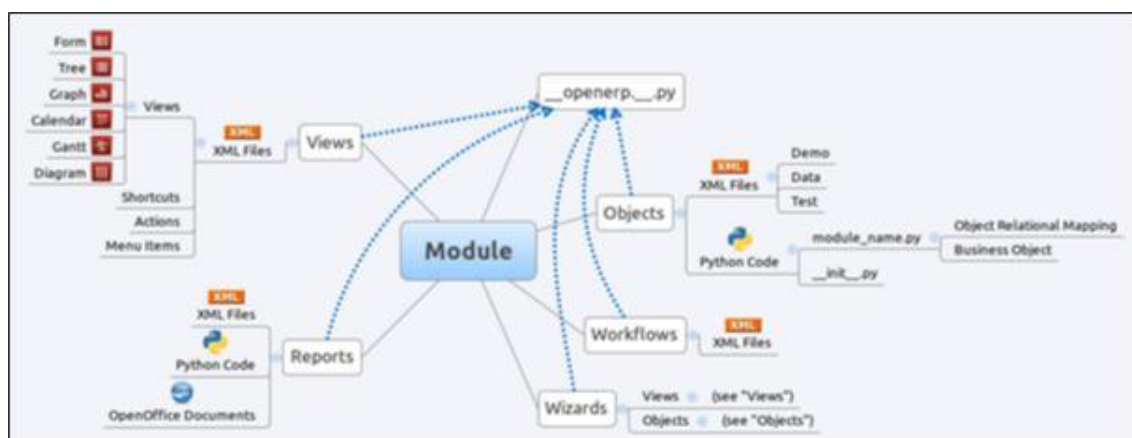 Form
Tree
Graph
Calendar
Gantt
Diagram
Views
Shortcuts
Actions
Menu Items
XML
XML Files
Views
__openerp.__.py
Module
Objects
XML
XML Files
Demo
Data
Test
Python Code
module_name.py
Object Relational Mapping
Business Object
__init__.py
Workflows
XML
XML Files
Wizards
Views (see "Views")
Objects (see "Objects")
Reports
XML
XML Files
Python Code
OpenOffice Documents